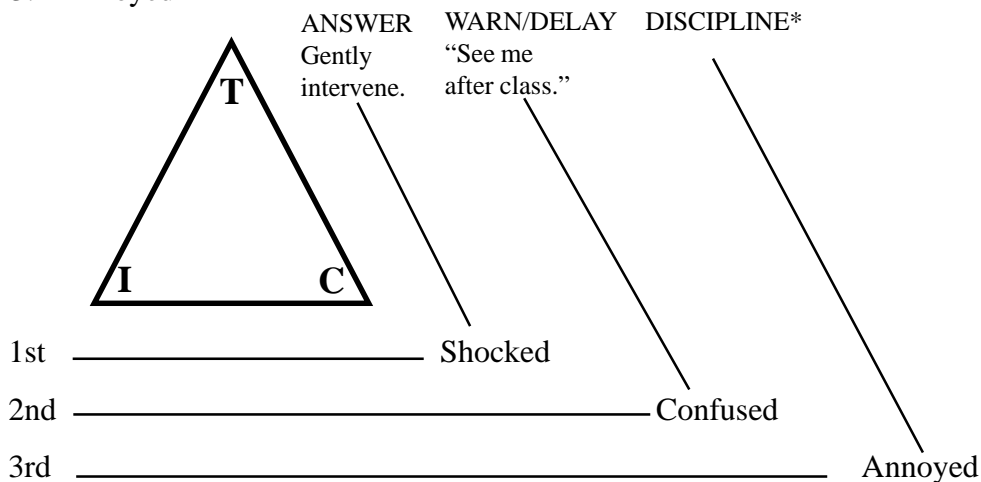 ANSWER WARN/DELAY DISCIPLINE*
Gently “See me
intervene. after class.”
T
I C
1st Shocked
2nd Confused
3rd Annoyed